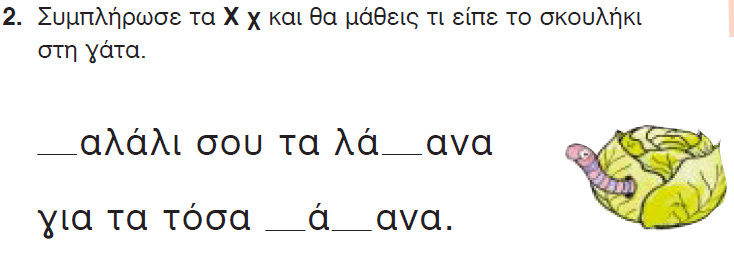 2. Συμπλήρωσε τα Χ χ και θα μάθεις τι είπε το σκουλήκι
στη γάτα.
__αλάλι σου τα λά__ανα
για τα τόσα __ά__ανα.